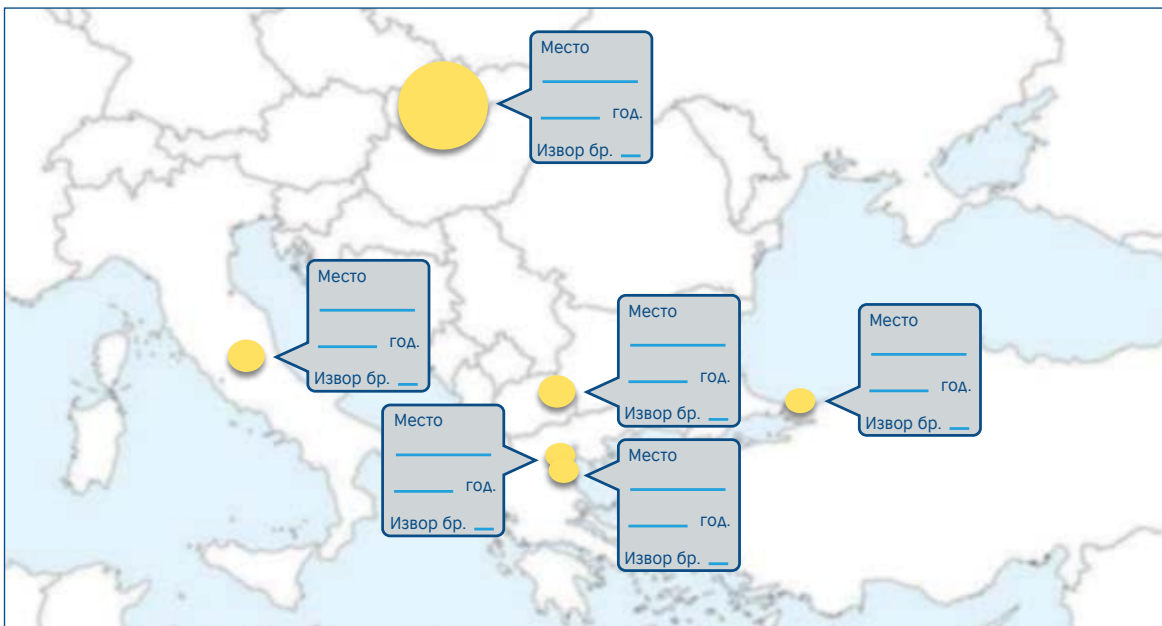 Место
год.
Извор бр.
Место
год.
Извор бр.
Место
год.
Извор бр.
Место
год.
Извор бр.
Место
год.
Извор бр.
Место
год.
Извор бр.